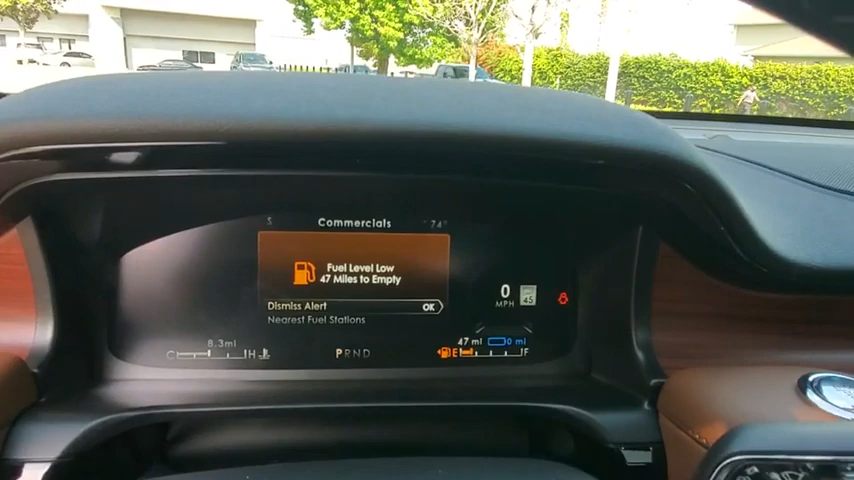 S Commercials 74°
Fuel Level Low
47 Miles to Empty
Dismiss Alert OK
Nearest Fuel Stations
0
MPH
45
8.3mi
C H
PRND
47 mi 0 mi
E F